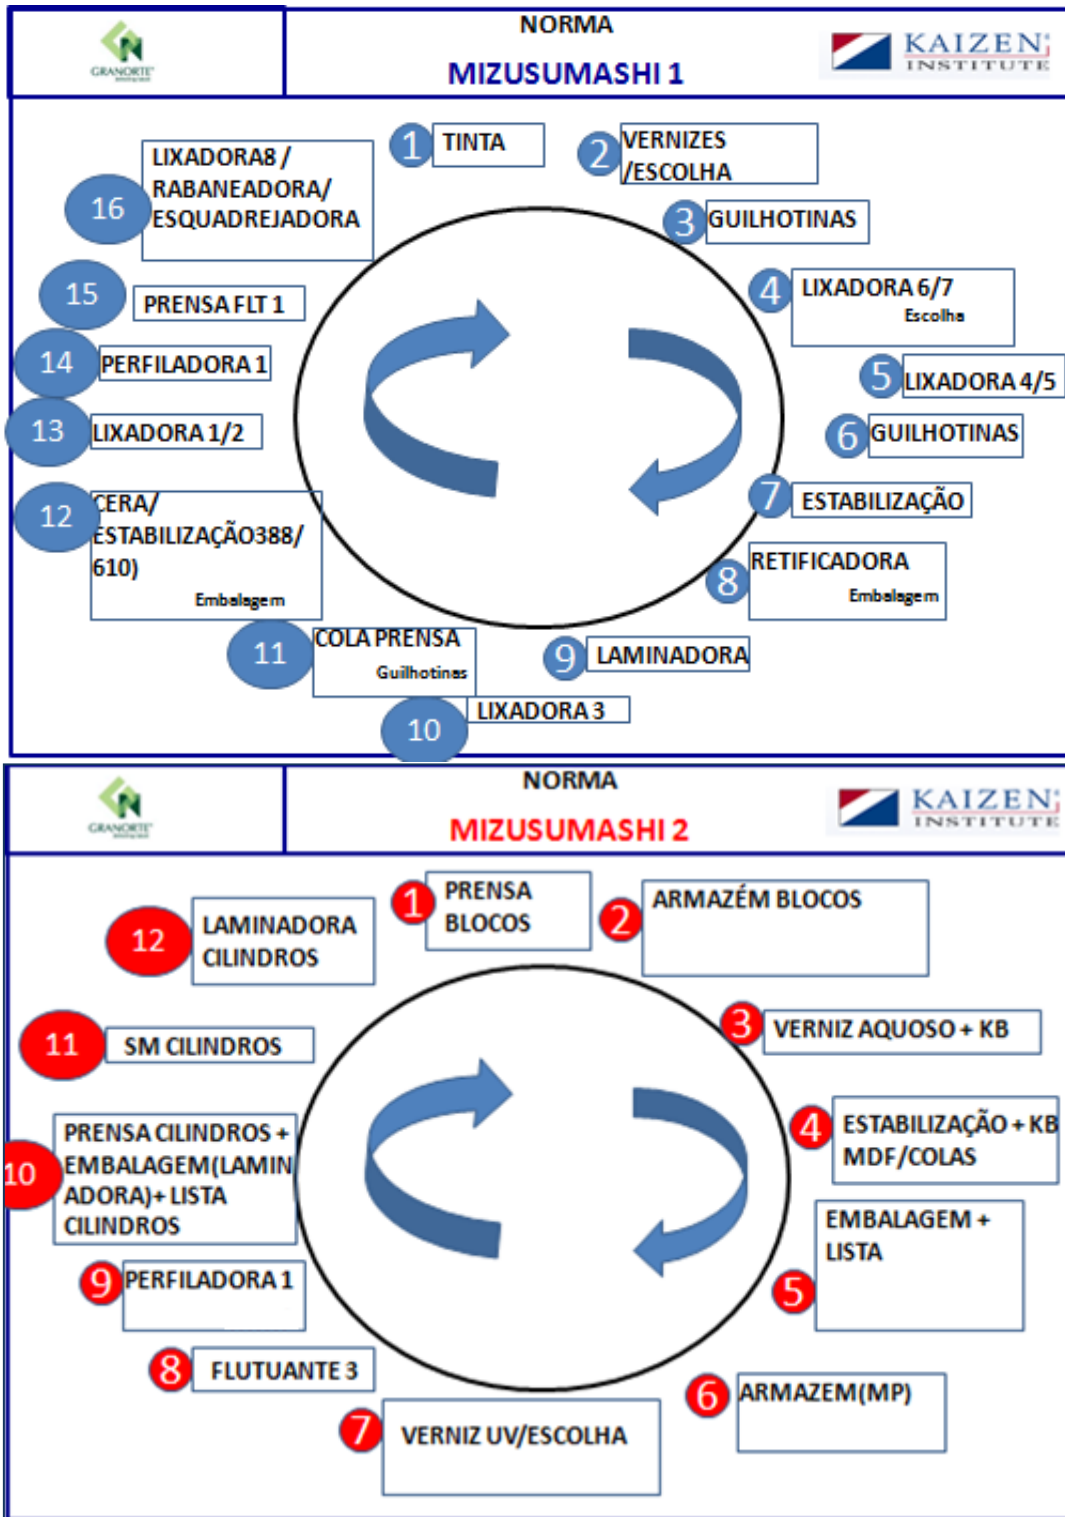 GRANORTE
NORMA
MIZUSUMASHI 1
KAIZEN
INSTITUTE
1 TINTA
2 VERNIZES
/ESCOLHA
3 GUILHOTINAS
4 LIXADORA 6/7
Escolha
5 LIXADORA 4/5
6 GUILHOTINAS
7 ESTABILIZAÇÃO
8 RETIFICADORA
Embalagem
9 LAMINADORA
10 LIXADORA 3
11 COLA PRENSA
Guilhotinas
12 CERA/
ESTABILIZAÇÃO388/
610)
Embalagem
13 LIXADORA 1/2
14 PERFILADORA 1
15 PRENSA FLT 1
16 LIXADORA8 /
RABANEADORA/
ESQUADREJADORA
GRANORTE
NORMA
MIZUSUMASHI 2
KAIZEN
INSTITUTE
1 PRENSA
BLOCOS
2 ARMAZÉM BLOCOS
3 VERNIZ AQUOSO + KB
4 ESTABILIZAÇÃO + KB
MDF/COLAS
5 EMBALAGEM +
LISTA
6 ARMAZEM(MP)
7 VERNIZ UV/ESCOLHA
8 FLUTUANTE 3
9 PERFILADORA 1
10 PRENSA CILINDROS +
EMBALAGEM(LAMIN
ADORA)+ LISTA
CILINDROS
11 SM CILINDROS
12 LAMINADORA
CILINDROS